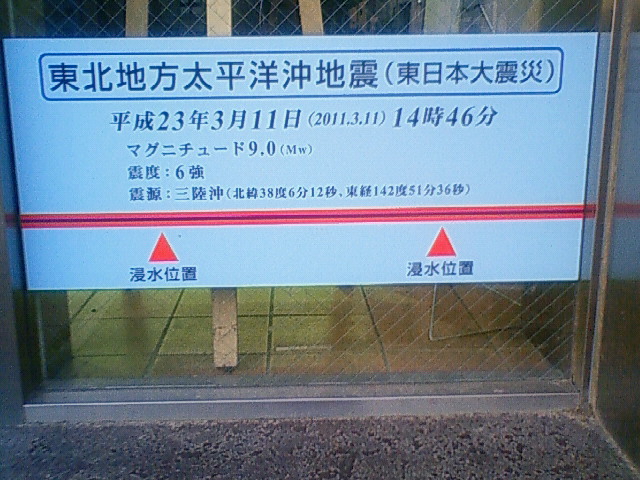 東北地方太平洋沖地震(東日本大震災)
平成23年3月11日(2011.3.11) 14時46分
マグニチュード9.0(Mw)
震度:6強
震源:三陸沖(北緯38度6分12秒、東経142度51分36秒)
浸水位置 浸水位置